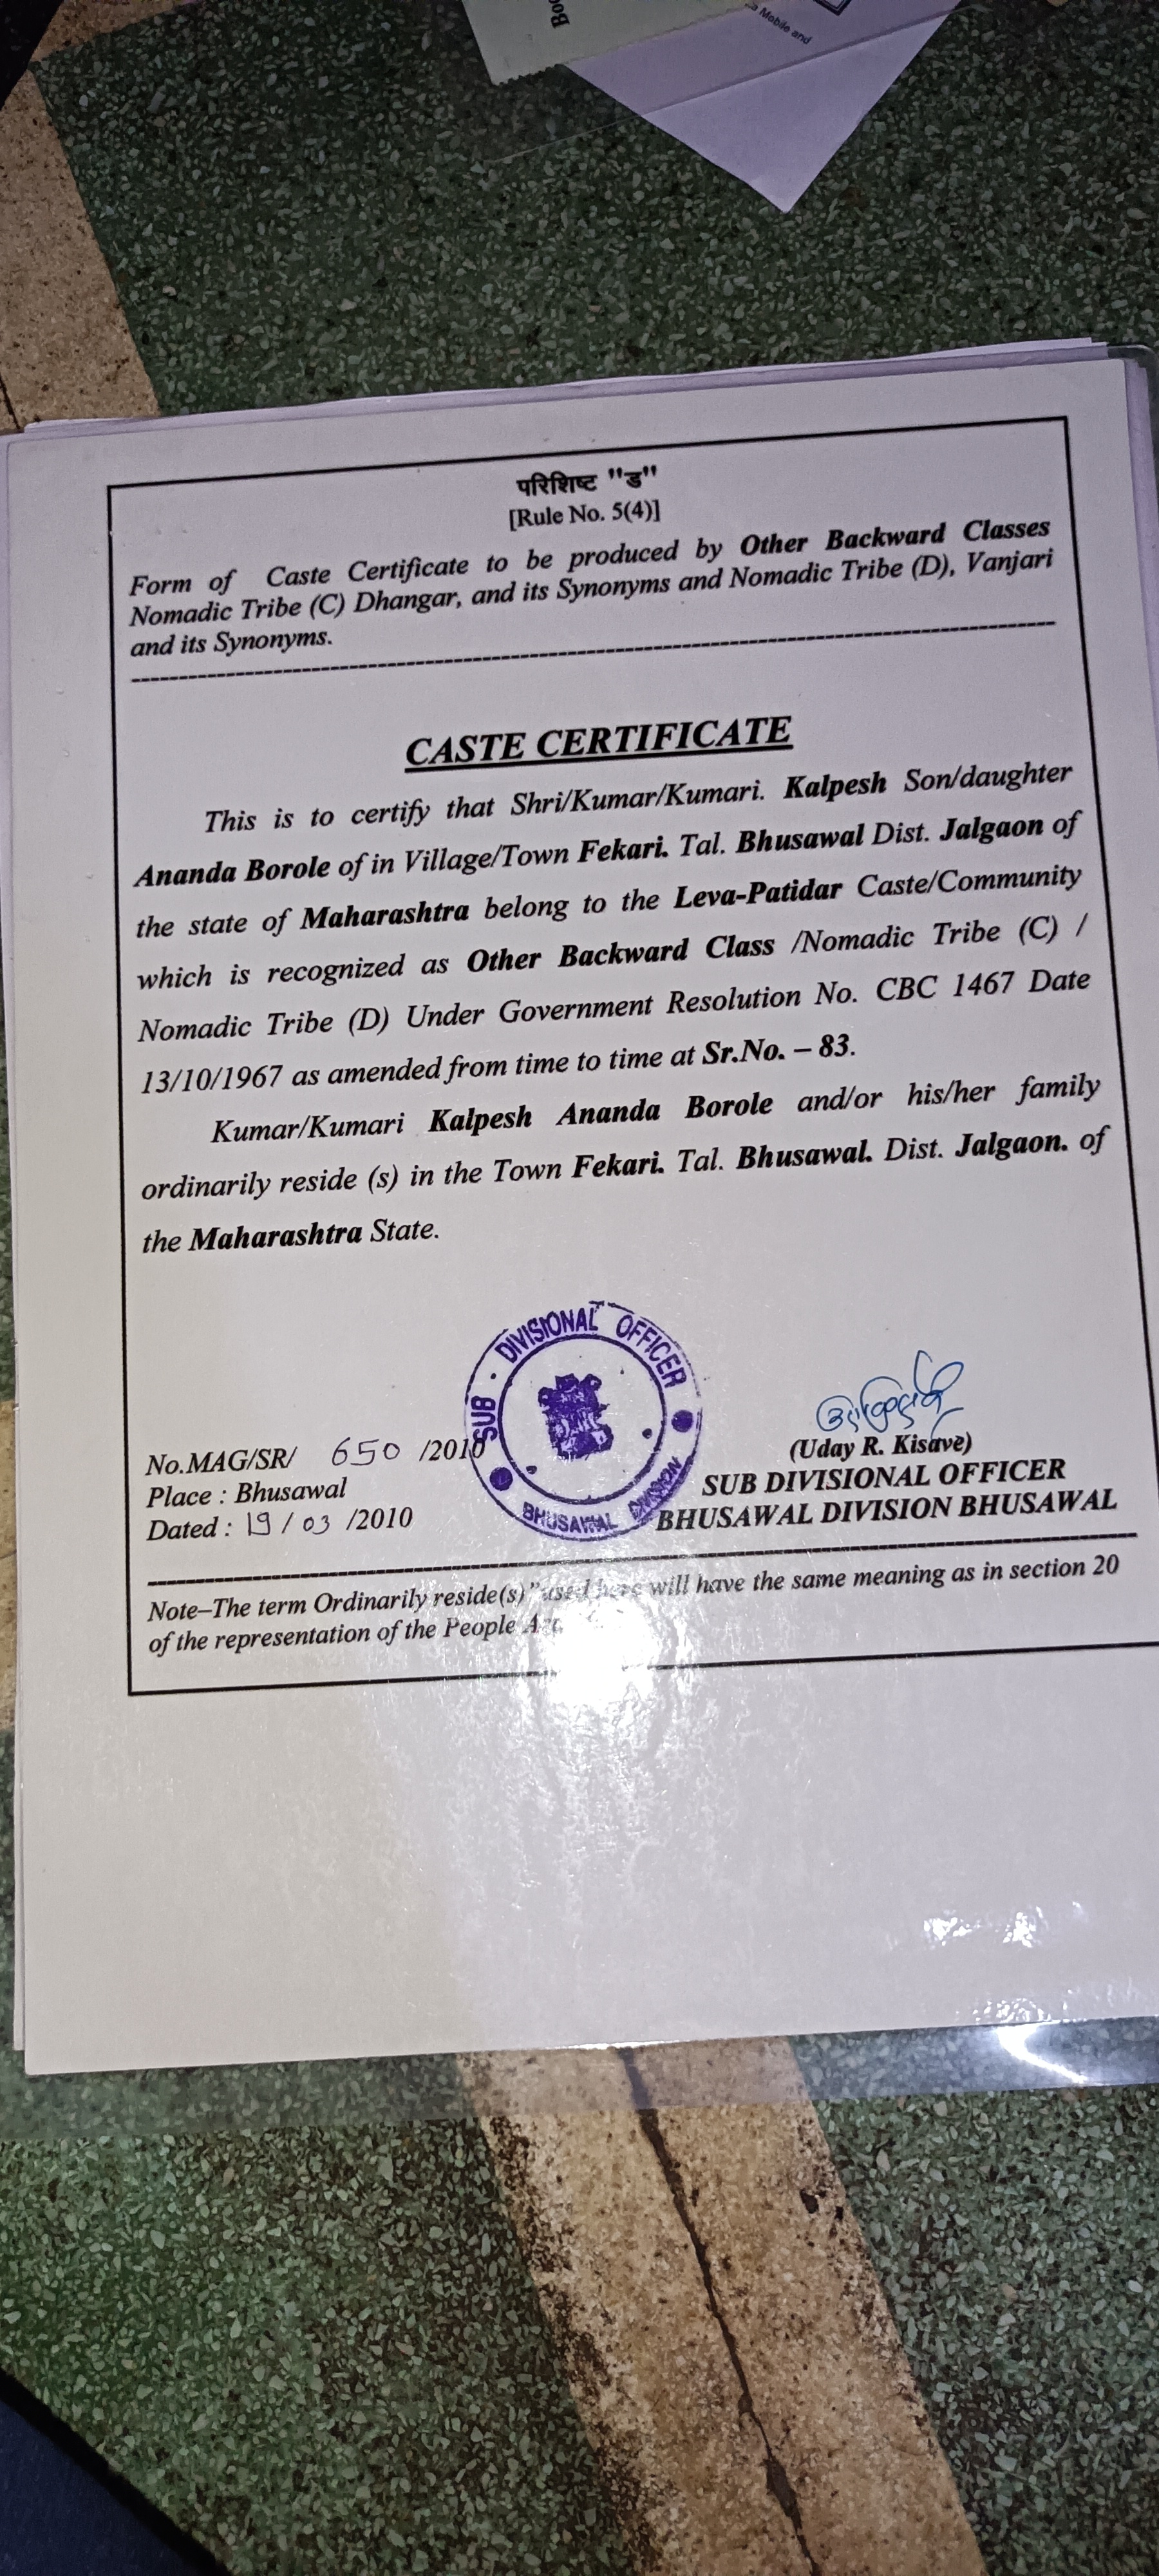 Boo
Mobile and
परिशिष्ट "ड"
[Rule No. 5(4)]
Form of Caste Certificate to be produced by Other Backward Classes
Nomadic Tribe (C) Dhangar, and its Synonyms and Nomadic Tribe (D), Vanjari
and its Synonyms.
CASTE CERTIFICATE
This is to certify that Shri/Kumar/Kumari. Kalpesh Son/daughter
Ananda Borole of in Village/Town Fekari. Tal. Bhusawal Dist. Jalgaon of
the state of Maharashtra belong to the Leva-Patidar Caste/Community
which is recognized as Other Backward Class /Nomadic Tribe (C) /
Nomadic Tribe (D) Under Government Resolution No. CBC 1467 Date
13/10/1967 as amended from time to time at Sr.No. – 83.
Kumar/Kumari Kalpesh Ananda Borole and/or his/her family
ordinarily reside (s) in the Town Fekari. Tal. Bhusawal. Dist. Jalgaon. of
the Maharashtra State.
SUB · DIVISIONAL OFFICER
BHUSAWAL DIVISION
No.MAG/SR/ 650 /2010
Place : Bhusawal
Dated : 19 / 03 /2010
(Uday R. Kisave)
SUB DIVISIONAL OFFICER
BHUSAWAL DIVISION BHUSAWAL
Note–The term Ordinarily reside(s)" used here will have the same meaning as in section 20
of the representation of the People